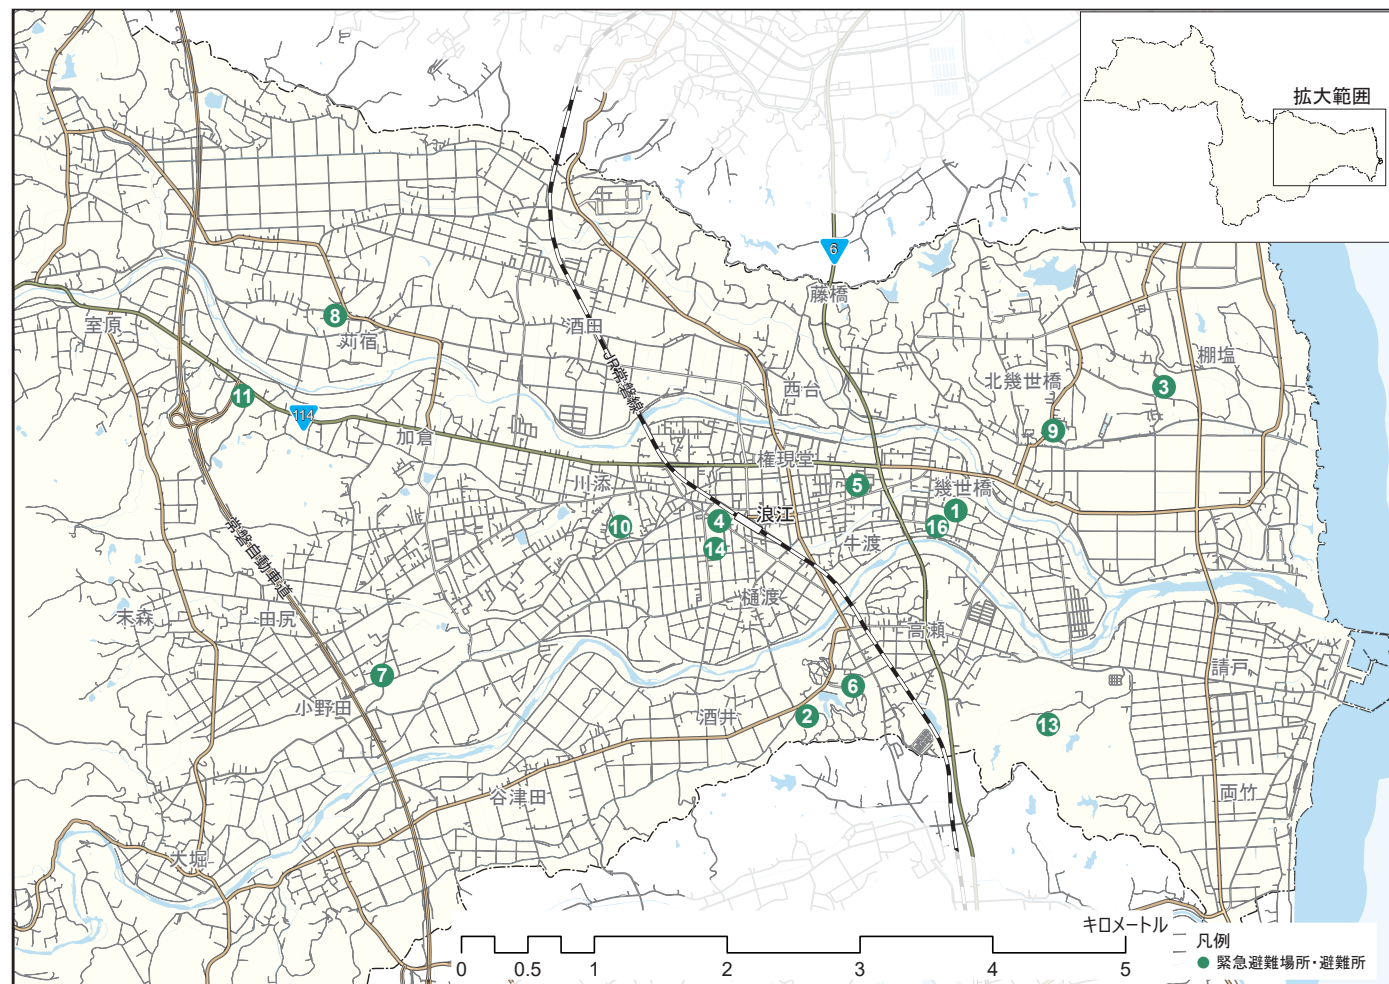 拡大範囲
6
藤橋
8
室原
刈宿
酒田
JR常磐線
棚塩
西台
北幾世橋
3
11
114
加倉
9
権現堂
川添
5
幾世橋
1
10
4
浪江
16
14
牛渡
常磐自動車道
樋渡
末森
田尻
高瀬
請戸
7
6
小野田
酒井
2
13
谷津田
両竹
大堀
キロメートル
0 0.5 1 2 3 4 5
凡例
緊急避難場所・避難所